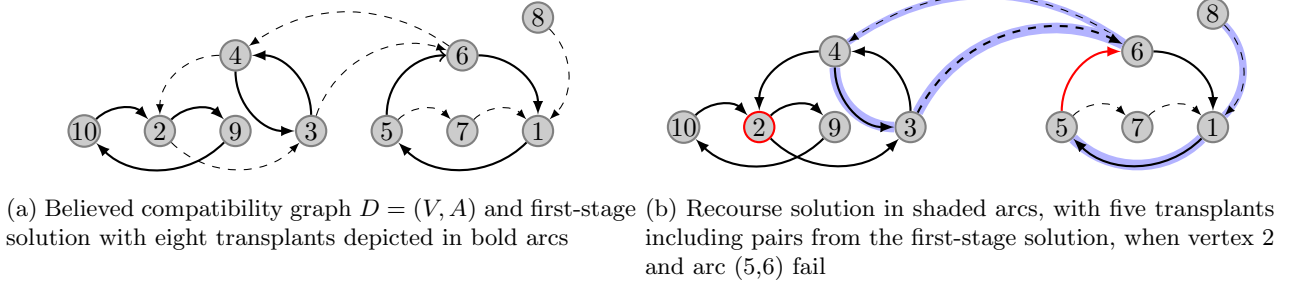 8 8
4 6 4 6
10 2 9 3 5 7 1 10 2 9 3 5 7 1
(a) Believed compatibility graph D = (V, A) and first-stage (b) Recourse solution in shaded arcs, with five transplants
solution with eight transplants depicted in bold arcs including pairs from the first-stage solution, when vertex 2
and arc (5,6) fail